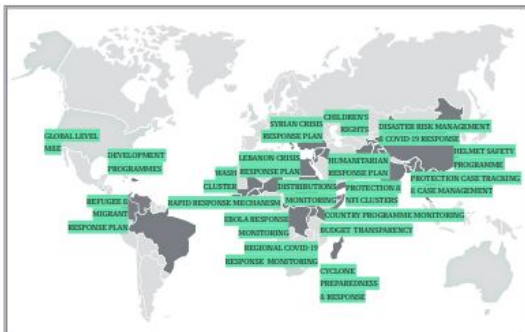 CHILDREN'S
RIGHTS
SYRIAN CRISIS
RESPONSE PLAN
DISASTER RISK MANAGEMENT
& COVID-19 RESPONSE
GLOBAL LEVEL
M&E
HELMET SAFETY
PROGRAMME
DEVELOPMENT
PROGRAMMES
LEBANON CRISIS
RESPONSE PLAN
HUMANITARIAN
RESPONSE PLAN
WASH
CLUSTER
PROTECTION CASE TRACKING
& CASE MANAGEMENT
DISTRIBUTIONS
MONITORING
PROTECTION &
NFI CLUSTERS
REFUGEE &
MIGRANT
RESPONSE PLAN
RAPID RESPONSE MECHANISM
EBOLA RESPONSE
MONITORING
COUNTRY PROGRAMME MONITORING
BUDGET TRANSPARENCY
REGIONAL COVID-19
RESPONSE MONITORING
CYCLONE
PREPAREDNESS
& RESPONSE